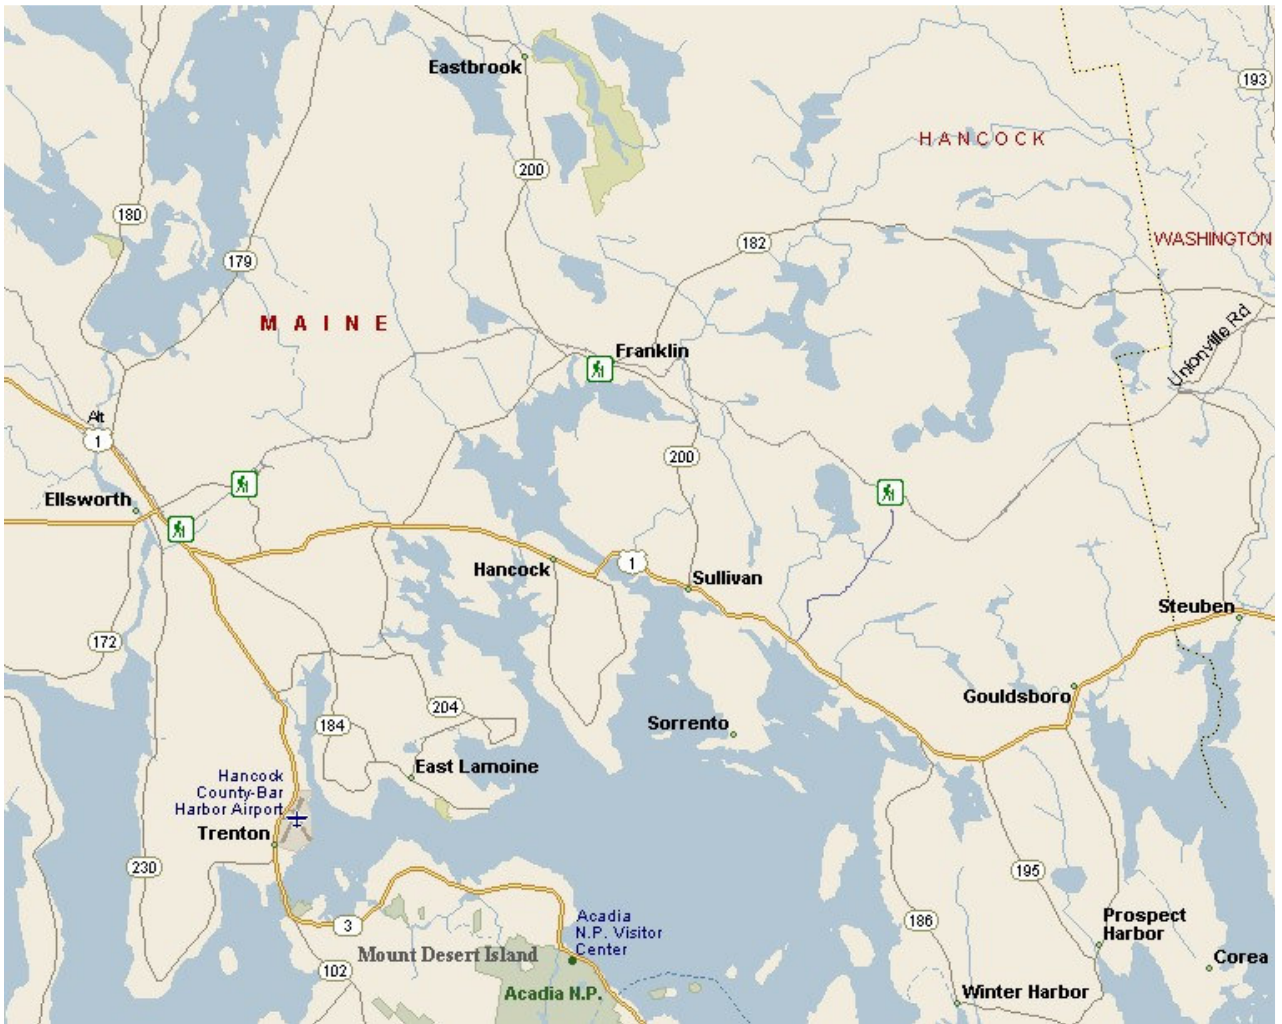 Eastbrook
193
HANCOCK
200
180
182
WASHINGTON
179
MAINE
Unionville Rd
Franklin
Alt
1
200
Ellsworth
Hancock
1
Sullivan
Steuben
172
Gouldsboro
204
184
Sorrento
East Lamoine
Hancock
County-Bar
Harbor Airport
Trenton
230
195
3
Acadia
N.P. Visitor
Center
186
Prospect
Harbor
Mount Desert Island
102
Corea
Acadia N.P.
Winter Harbor